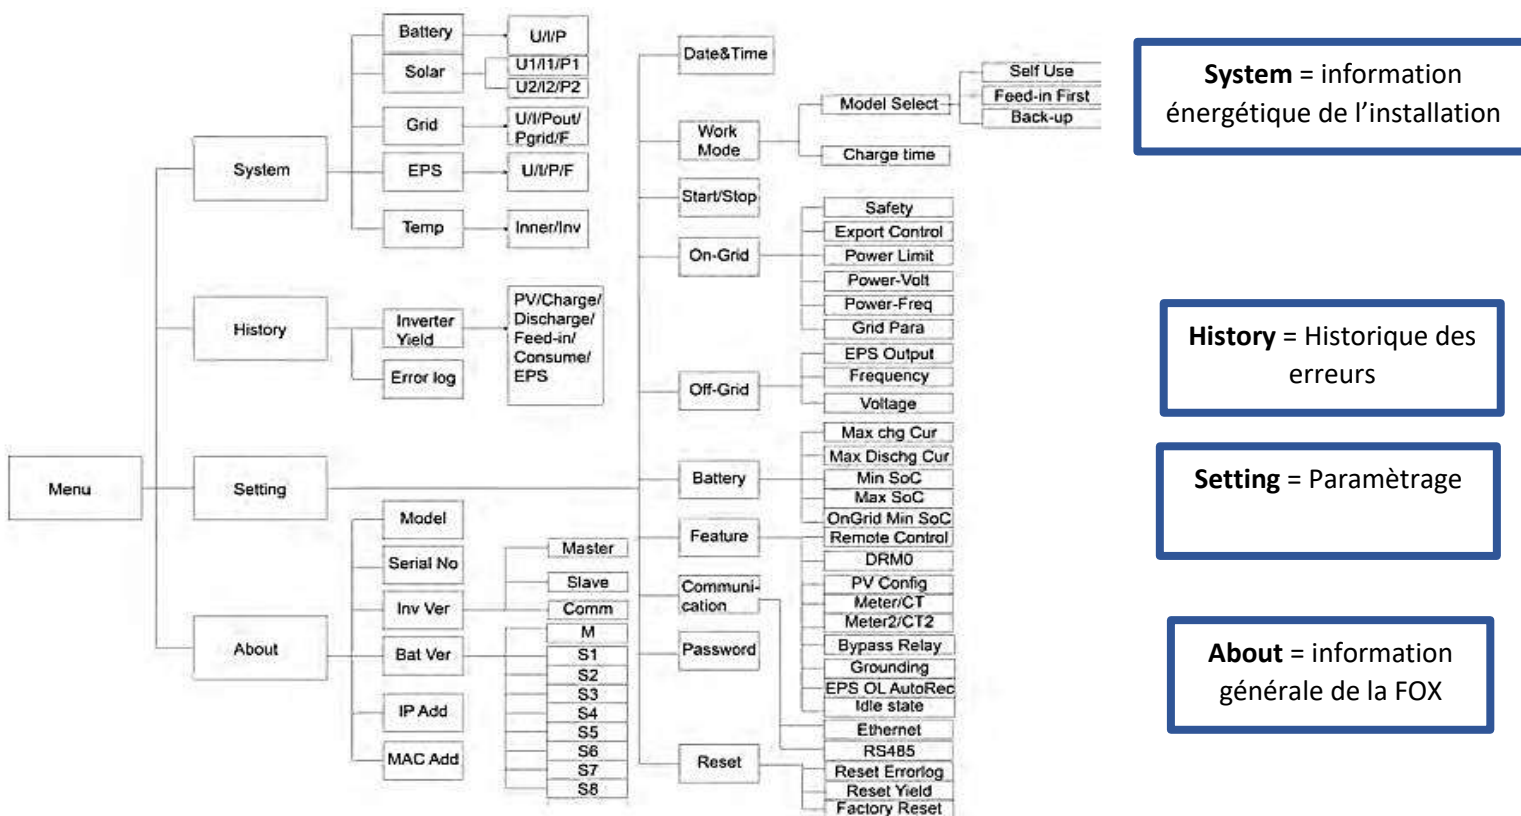 Menu
System
Battery
U/I/P
Solar
U1/I1/P1
U2/I2/P2
Grid
U/I/Pout/
Pgrid/F
EPS
U/I/P/F
Temp
Inner/Inv
History
Inverter
Yield
PV/Charge/
Discharge/
Feed-in/
Consume/
EPS
Error log
Setting
Date&Time
Work
Mode
Model Select
Self Use
Feed-in First
Back-up
Charge time
Start/Stop
On-Grid
Safety
Export Control
Power Limit
Power-Volt
Power-Freq
Grid Para
Off-Grid
EPS Output
Frequency
Voltage
Battery
Max chg Cur
Max Dischg Cur
Min SoC
Max SoC
OnGrid Min SoC
Feature
Remote Control
DRM0
PV Config
Meter/CT
Meter2/CT2
Bypass Relay
Grounding
EPS OL AutoRec
Idle state
Communi-
cation
Ethernet
RS485
Password
Reset
Reset Errorlog
Reset Yield
Factory Reset
About
Model
Serial No
Inv Ver
Master
Slave
Comm
Bat Ver
M
S1
S2
S3
S4
S5
S6
S7
S8
IP Add
MAC Add
System = information
énergétique de l’installation
History = Historique des
erreurs
Setting = Paramètrage
About = information
générale de la FOX